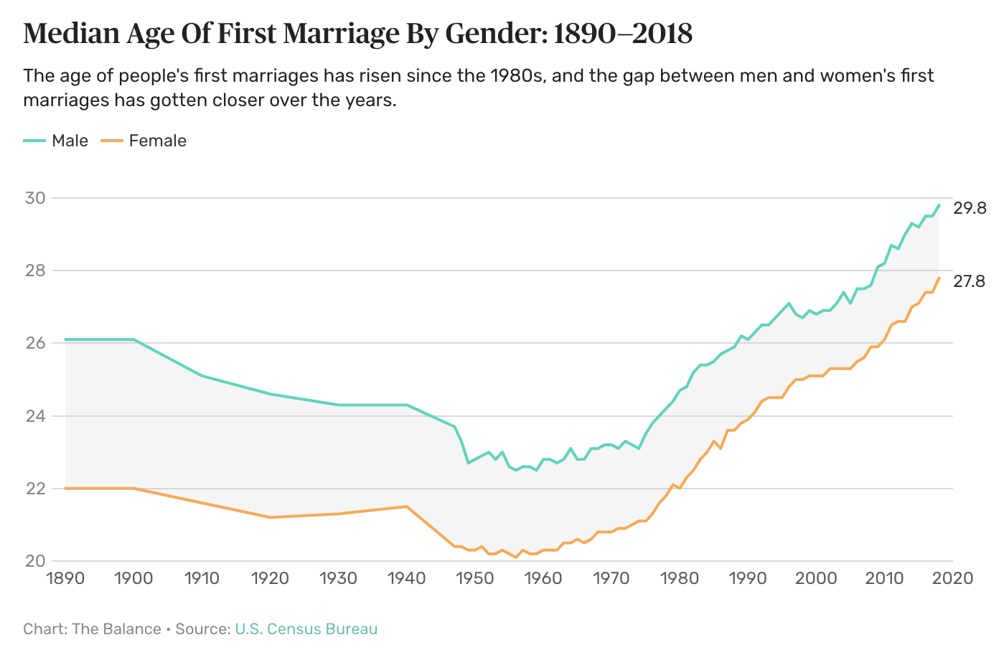 Median Age Of First Marriage By Gender: 1890–2018
The age of people's first marriages has risen since the 1980s, and the gap between men and women's first
marriages has gotten closer over the years.
Male Female
30
29.8
28
27.8
26
24
22
20
1890 1900 1910 1920 1930 1940 1950 1960 1970 1980 1990 2000 2010 2020
Chart: The Balance • Source: U.S. Census Bureau